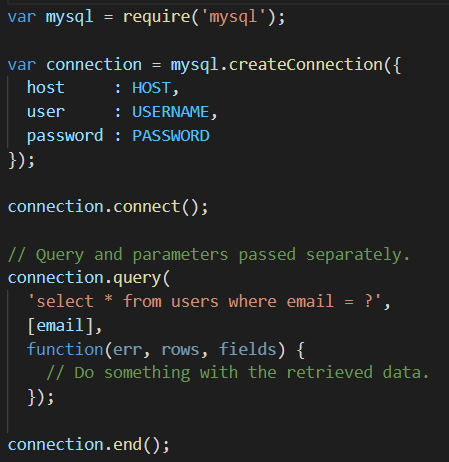 var mysql = require('mysql');
var connection = mysql.createConnection({
  host     : HOST,
  user     : USERNAME,
  password : PASSWORD
});
connection.connect();
// Query and parameters passed separately.
connection.query(
  'select * from users where email = ?',
  [email],
  function(err, rows, fields) {
    // Do something with the retrieved data.
  });
connection.end();